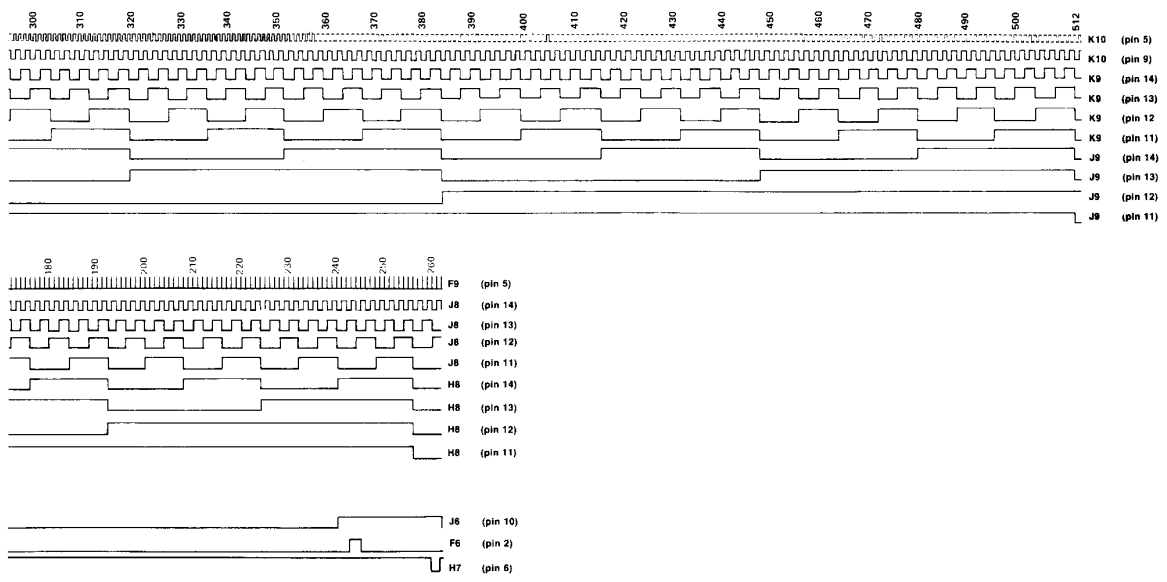 300 310 320 330 340 350 360 370 380 390 400 410 420 430 440 450 460 470 480 490 500 512
K10 (pin 5)
K10 (pin 9)
K9 (pin 14)
K9 (pin 13)
K9 (pin 12
K9 (pin 11)
J9 (pin 14)
J9 (pin 13)
J9 (pin 12)
J9 (pin 11)
180 190 200 210 220 230 240 250 260
F9 (pin 5)
J8 (pin 14)
J8 (pin 13)
J6 (pin 12)
J8 (pin 11)
H8 (pin 14)
H8 (pin 13)
H8 (pin 12)
H8 (pin 11)
J6 (pin 10)
F6 (pin 2)
H7 (pin 6)